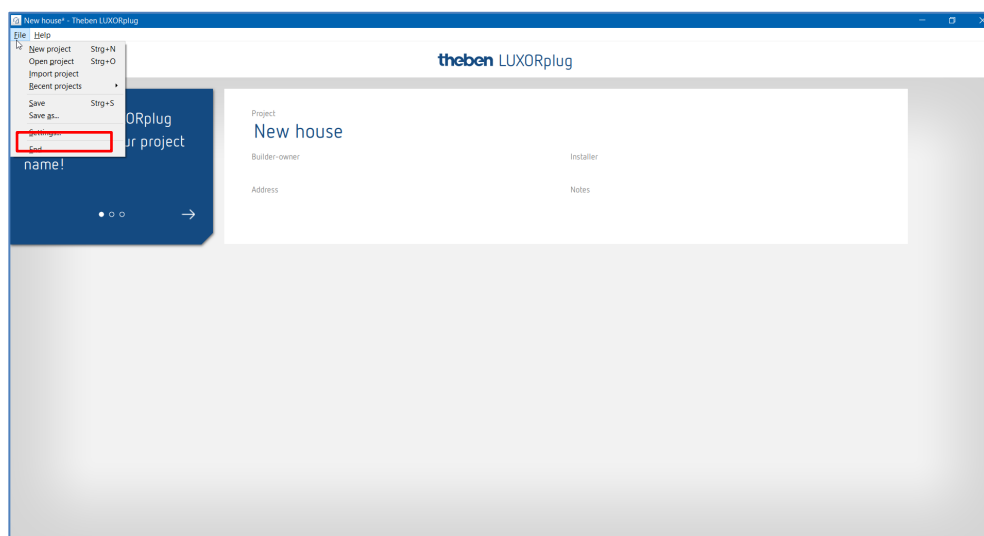 New house* - Theben LUXORplug
File Help
New project Strg+N
Open project Strg+O
Import project
Recent projects
Save Strg+S
Save as...
Settings...
End
theben LUXORplug
ORplug
ur project
name!
Project
New house
Builder-owner
Installer
Address
Notes